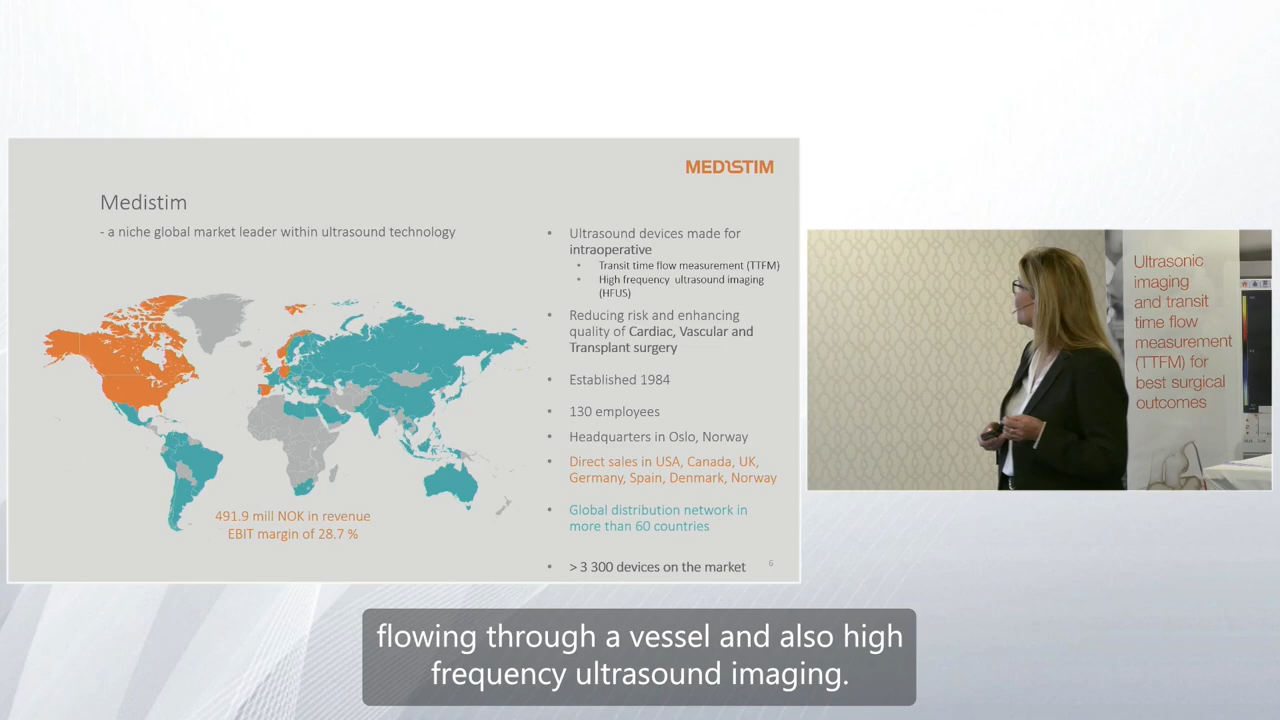 MEDISTIM
Medistim
- a niche global market leader within ultrasound technology
• Ultrasound devices made for
intraoperative
• Transit time flow measurement (TTFM)
• High frequency ultrasound imaging
(HFUS)
• Reducing risk and enhancing
quality of Cardiac, Vascular and
Transplant surgery
• Established 1984
• 130 employees
• Headquarters in Oslo, Norway
• Direct sales in USA, Canada, UK,
Germany, Spain, Denmark, Norway
• Global distribution network in
more than 60 countries
• > 3 300 devices on the market
491.9 mill NOK in revenue
EBIT margin of 28.7 %
6
Ultrasonic
imaging
and transit
time flow
measurement
(TTFM) for
best surgical
outcomes
flowing through a vessel and also high
frequency ultrasound imaging.